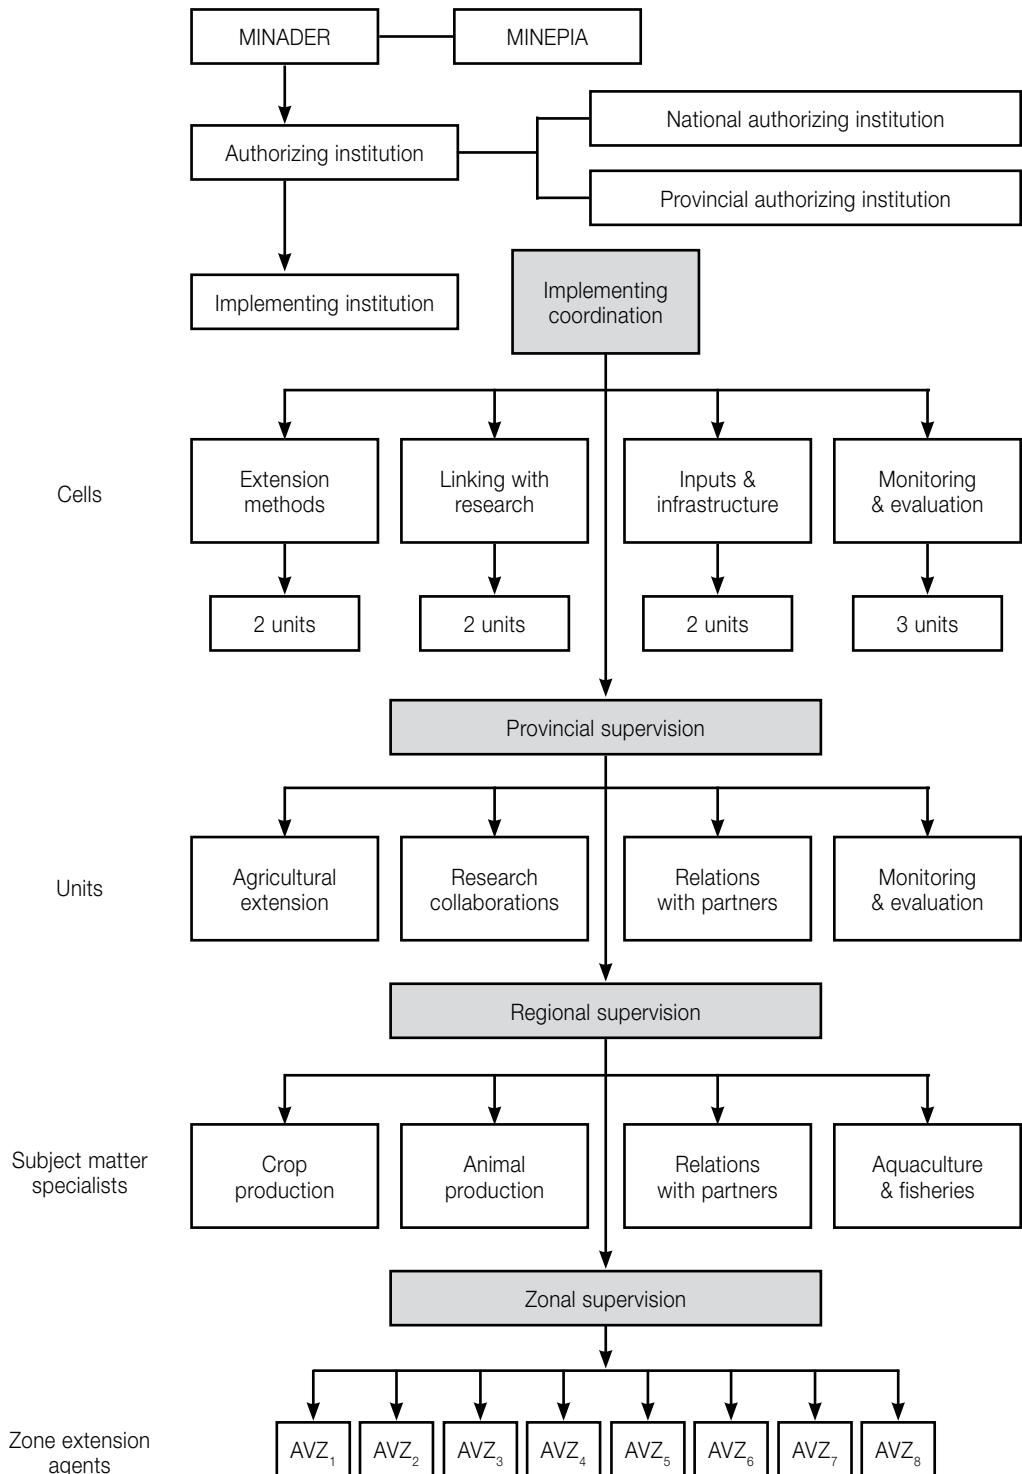 MINADER
MINEPIA
National authorizing institution
Authorizing institution
Provincial authorizing institution
Implementing institution
Implementing
coordination
Cells
Extension
methods
Linking with
research
Inputs &
infrastructure
Monitoring
& evaluation
2 units
2 units
2 units
3 units
Provincial supervision
Units
Agricultural
extension
Research
collaborations
Relations
with partners
Monitoring
& evaluation
Regional supervision
Subject matter
specialists
Crop
production
Animal
production
Relations
with partners
Aquaculture
& fisheries
Zonal supervision
Zone extension
agents
AVZ₁
AVZ₂
AVZ₃
AVZ₄
AVZ₅
AVZ₆
AVZ₇
AVZ₈